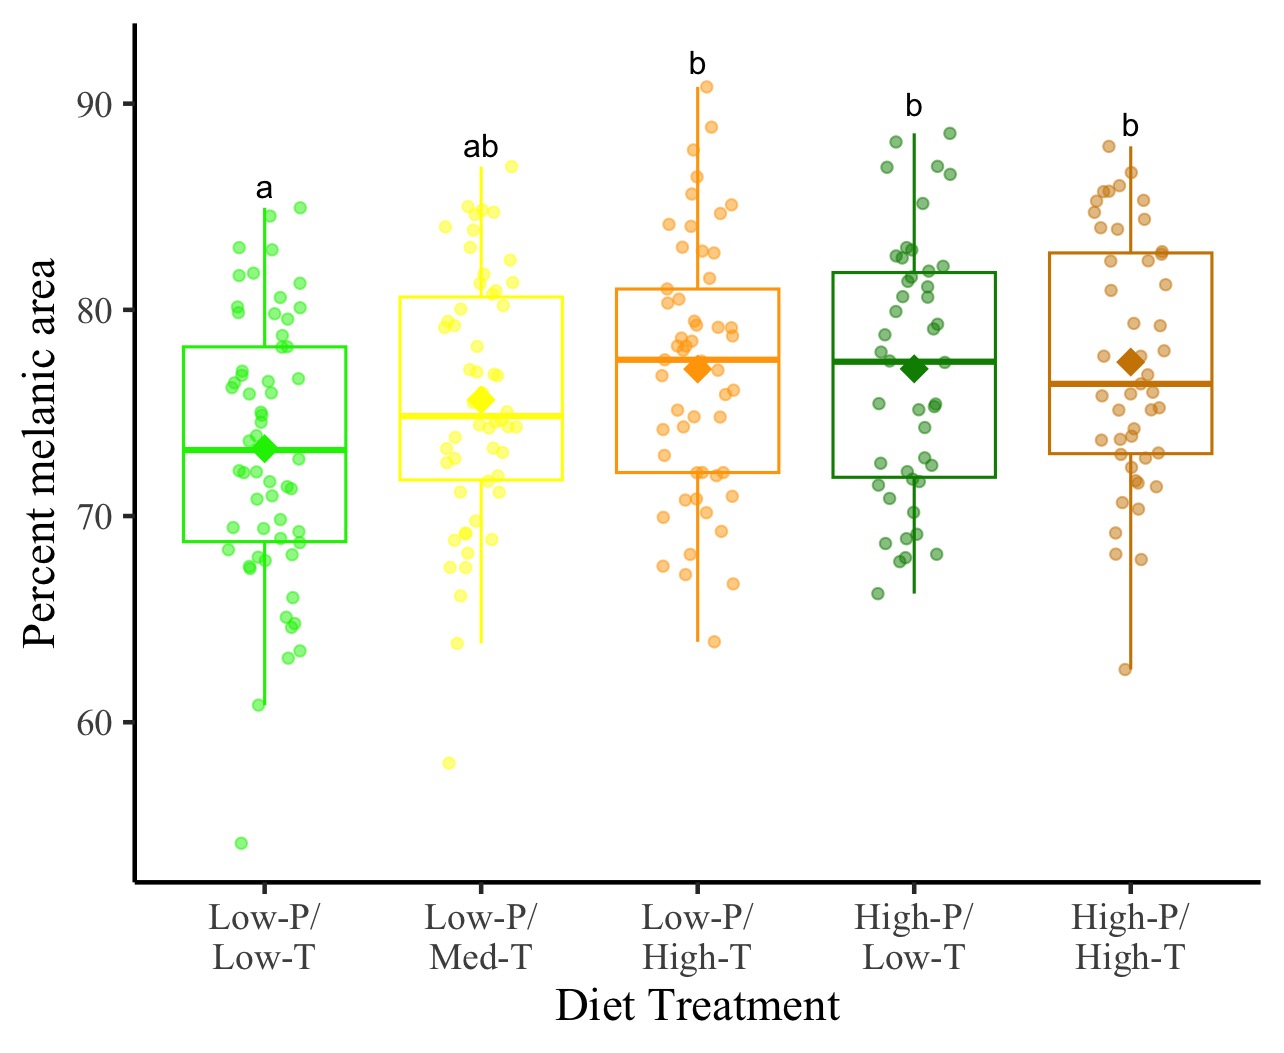 Percent melanic area
90
80
70
60
a
ab
b
b
b
Low-P/
Low-T
Low-P/
Med-T
Low-P/
High-T
High-P/
Low-T
High-P/
High-T
Diet Treatment